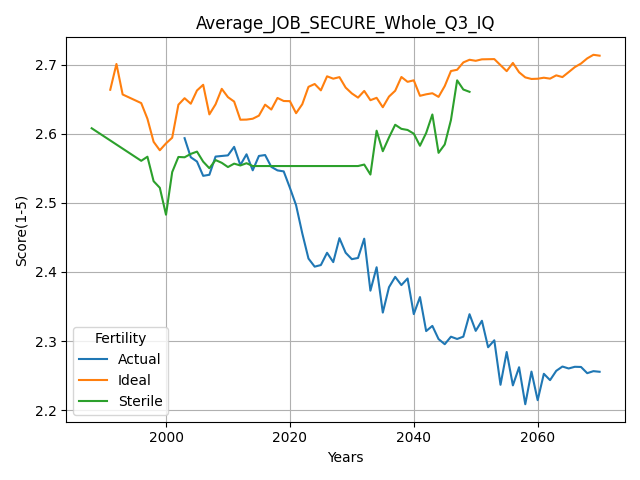 Average_JOB_SECURE_Whole_Q3_IQ
Score(1-5)
2.7
2.6
2.5
2.4
2.3
2.2
Fertility
Actual
Ideal
Sterile
2000 2020 2040 2060
Years